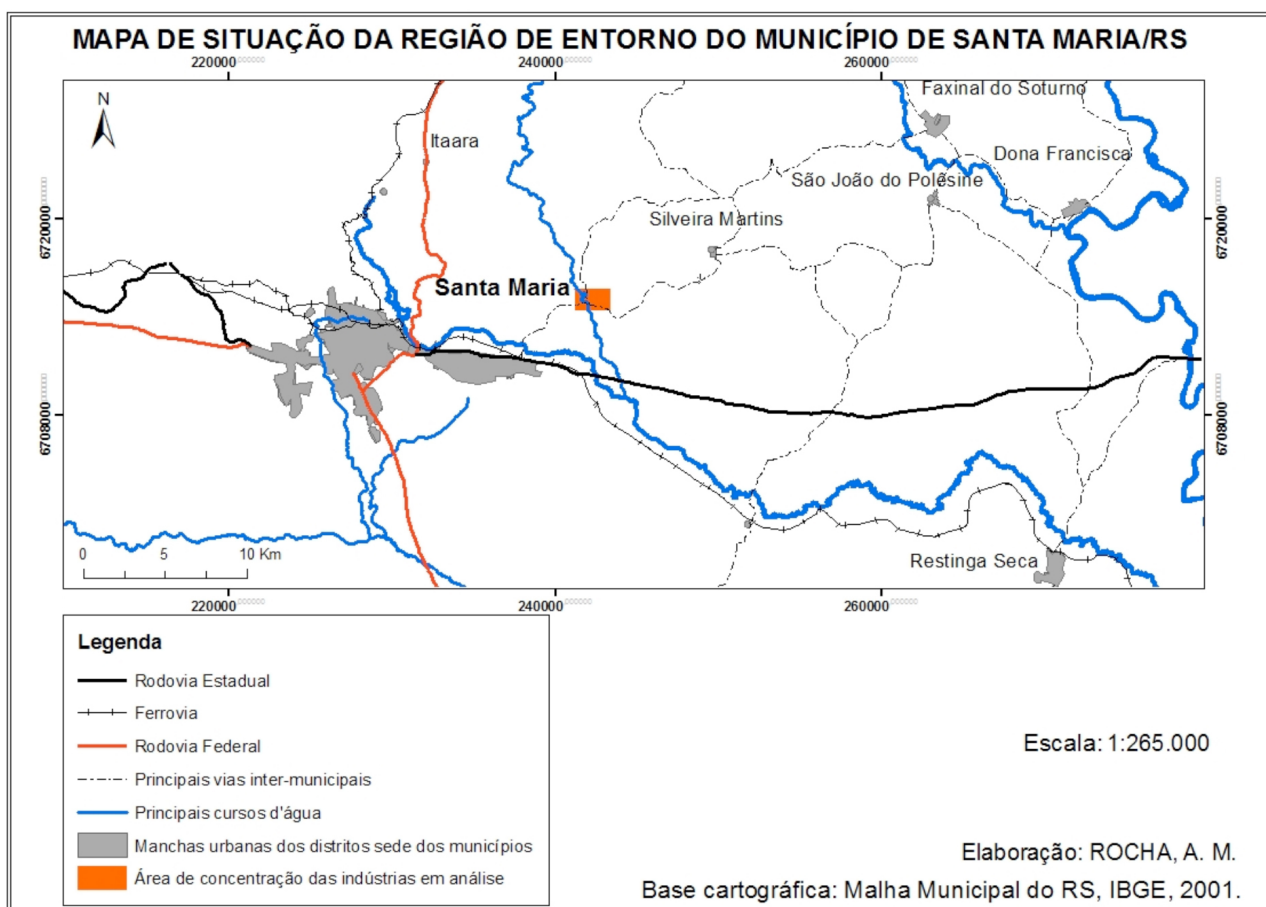 MAPA DE SITUAÇÃO DA REGIÃO DE ENTORNO DO MUNICÍPIO DE SANTA MARIA/RS
220000 240000 260000
N
Faxinal do Soturno
Itaara
Dona Francisca
São João do Polêsine
Silveira Martins
6720000 6720000
Santa Maria
6708000 6708000
0 5 10 Km
Restinga Seca
220000 240000 260000
Legenda
Rodovia Estadual
Ferrovia
Rodovia Federal
Principais vias inter-municipais
Principais cursos d'água
Manchas urbanas dos distritos sede dos municípios
Área de concentração das indústrias em análise
Escala: 1:265.000
Elaboração: ROCHA, A. M.
Base cartográfica: Malha Municipal do RS, IBGE, 2001.